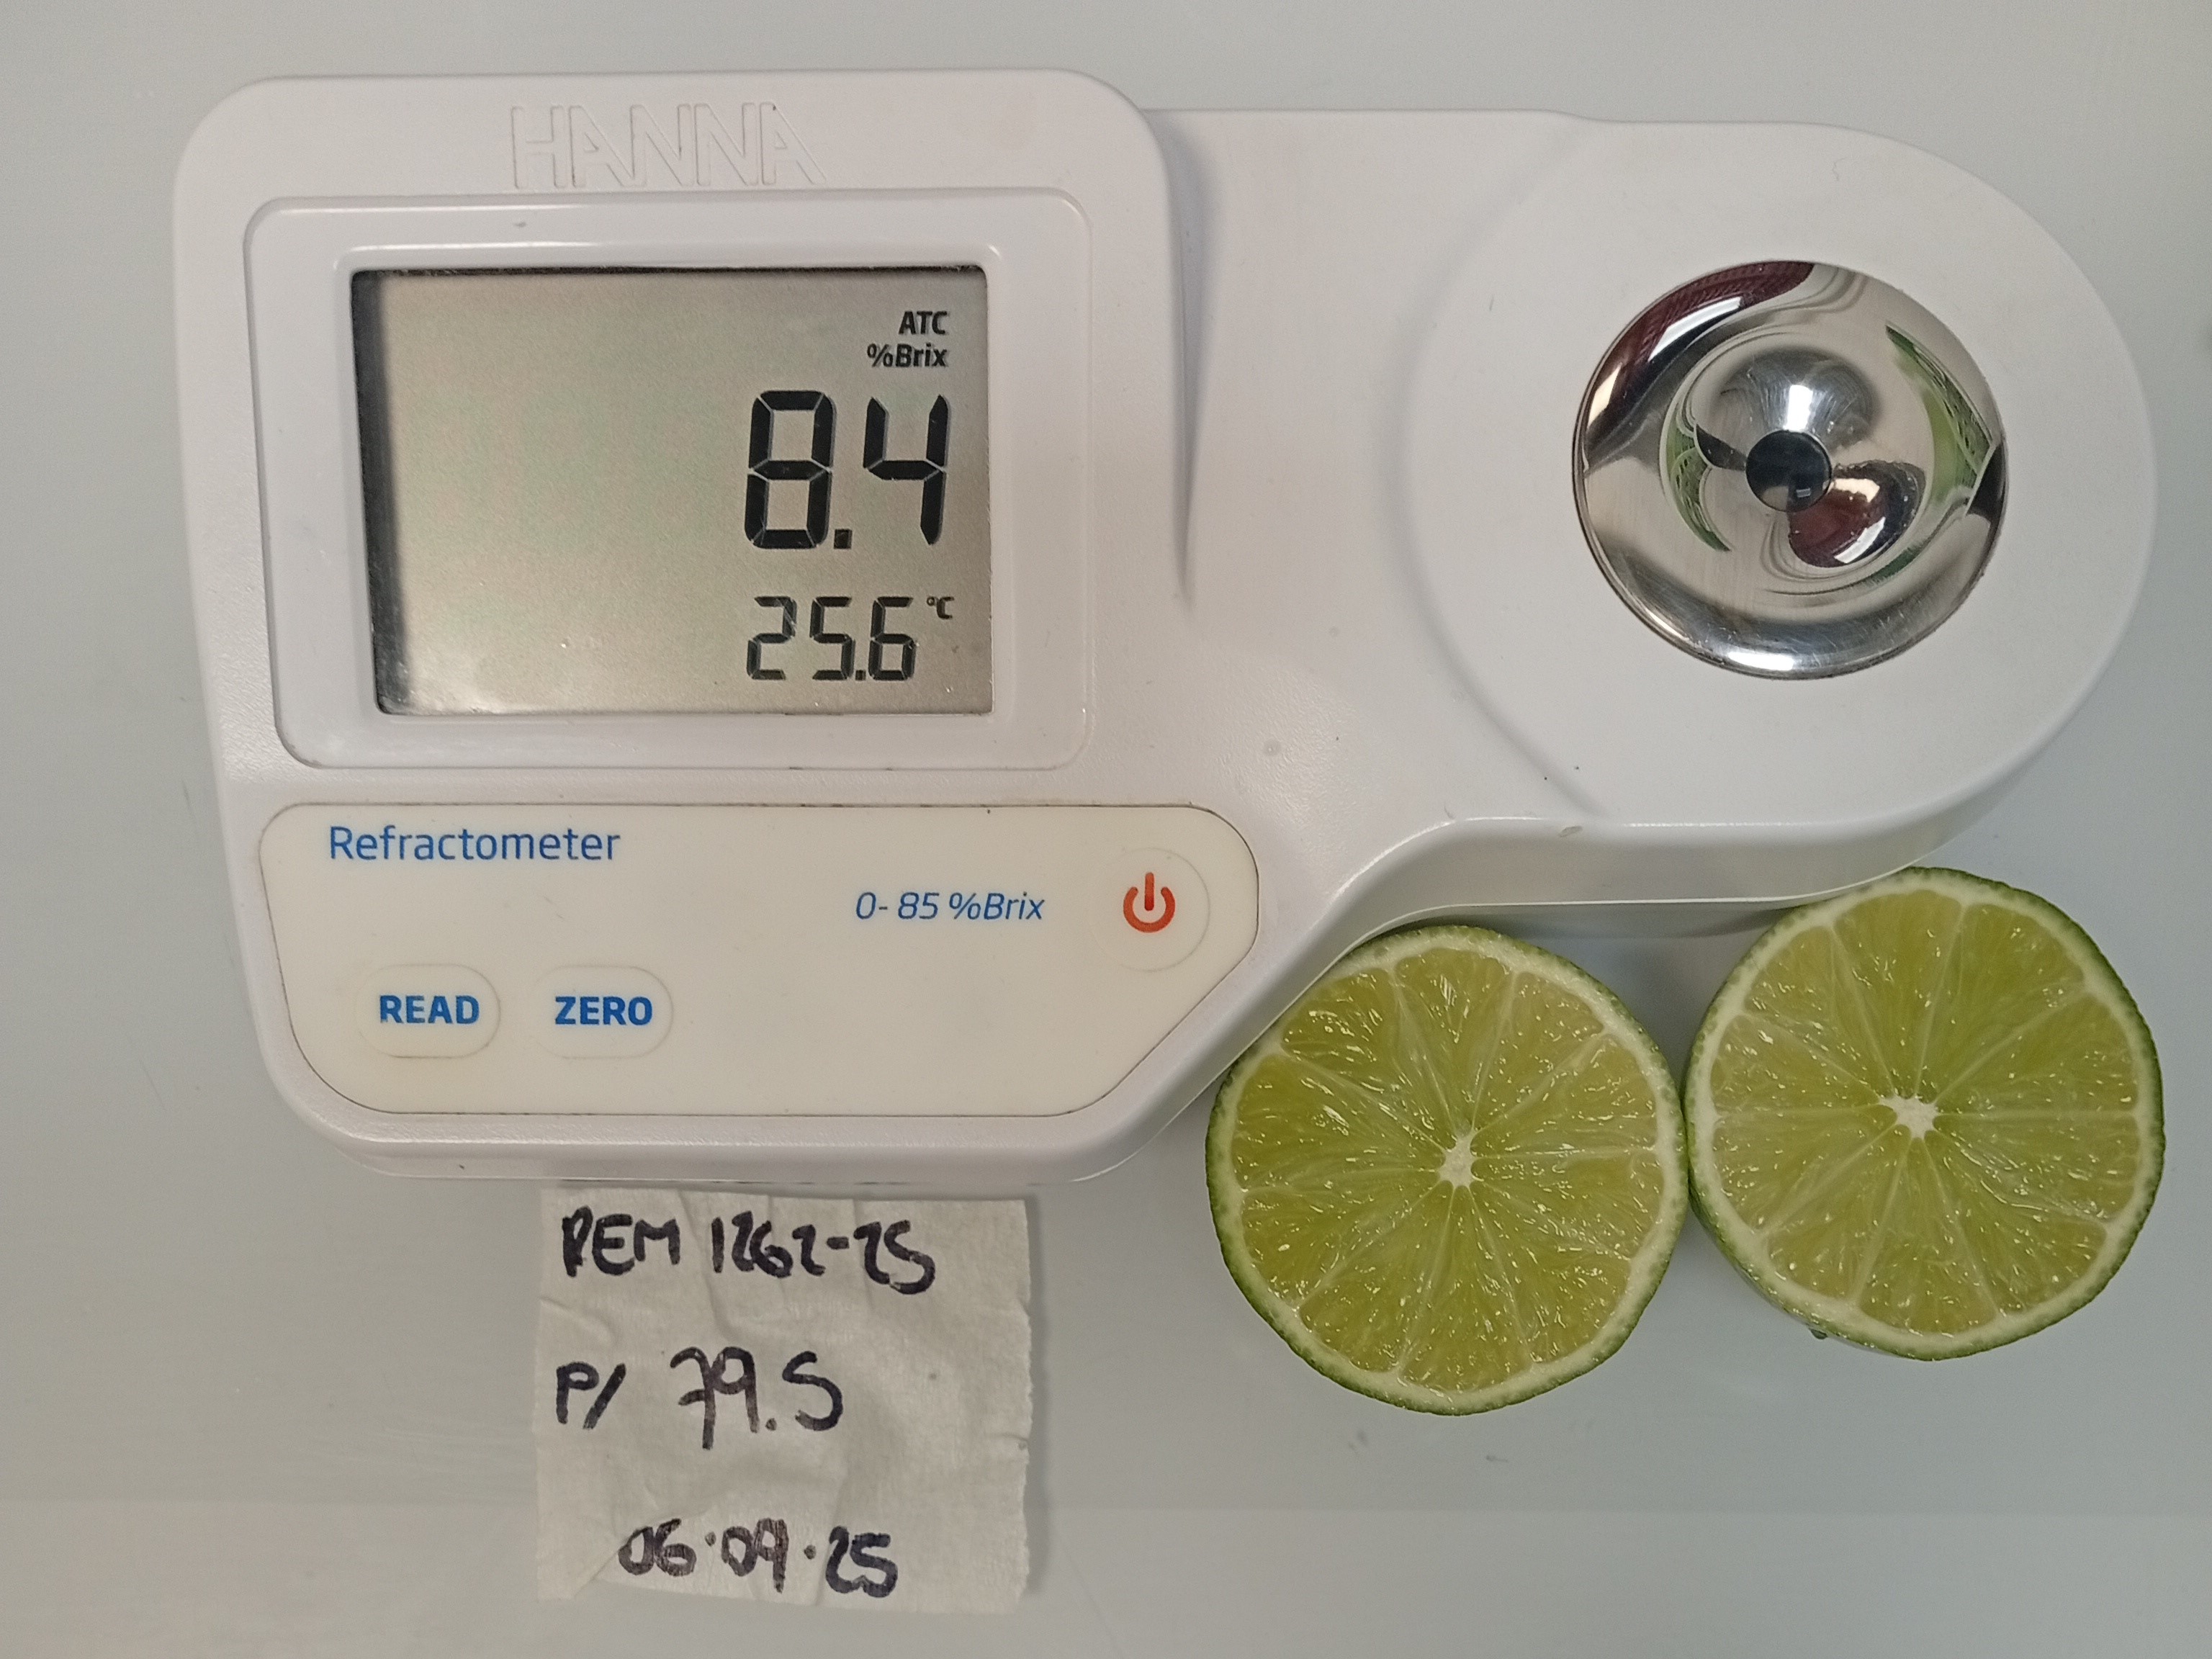 HANNA
ATC
%Brix
8.4
25.6 °C
Refractometer
0-85 %Brix
READ ZERO
REM 1262-25
P/ 79.5
06.09.25